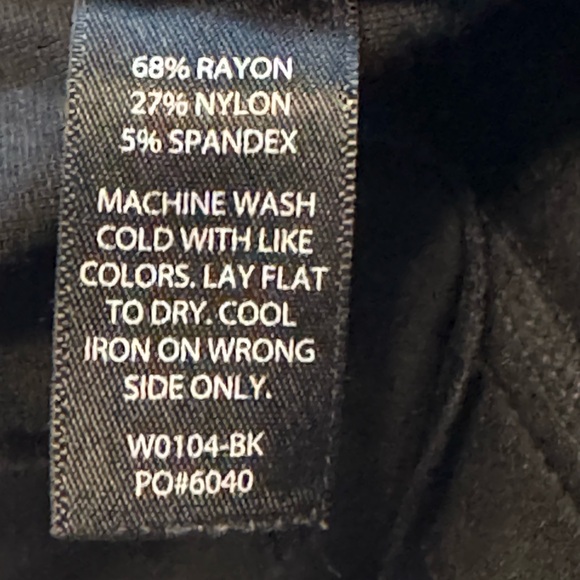 68% RAYON
27% NYLON
5% SPANDEX
MACHINE WASH
COLD WITH LIKE
COLORS. LAY FLAT
TO DRY. COOL
IRON ON WRONG
SIDE ONLY.
W0104-BK
PO#6040